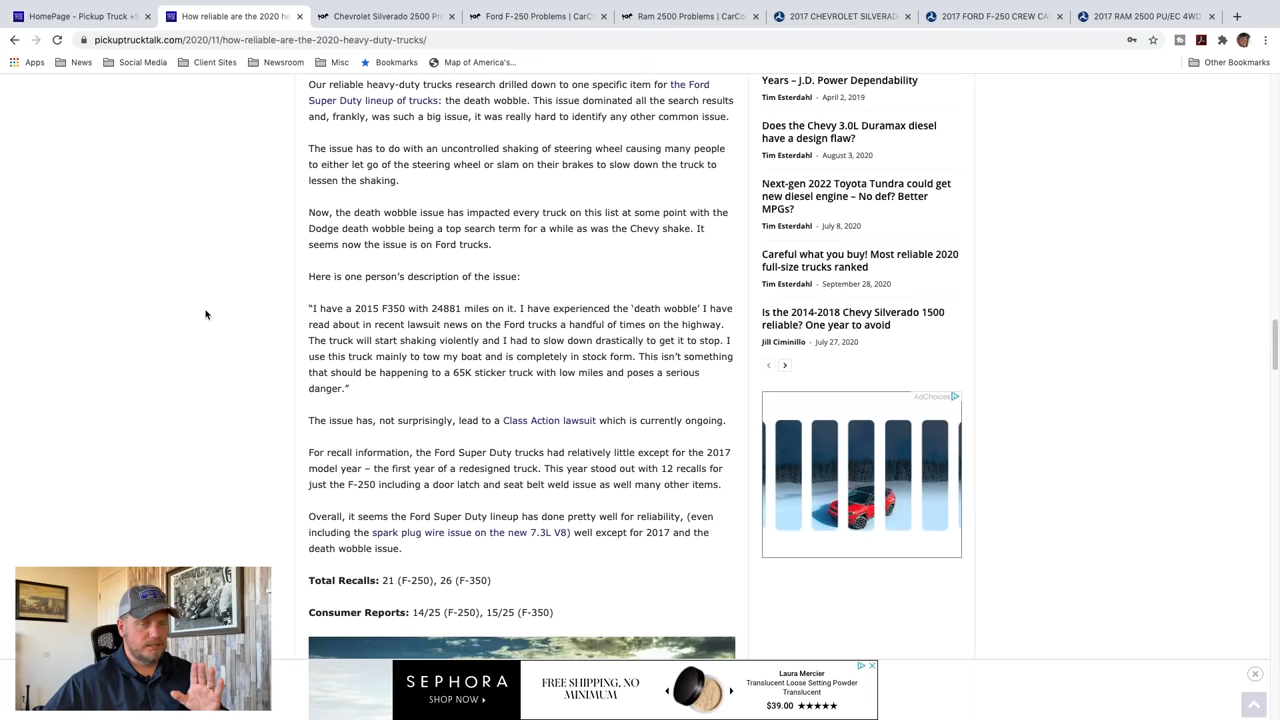 HomePage - Pickup Truck +S
How reliable are the 2020 he
Chevrolet Silverado 2500 Pro
Ford F-250 Problems | CarCo
Ram 2500 Problems | CarCom
2017 CHEVROLET SILVERAD
2017 FORD F-250 CREW CA
2017 RAM 2500 PU/EC 4WD
pickuptrucktalk.com/2020/11/how-reliable-are-the-2020-heavy-duty-trucks/
Apps
News
Social Media
Client Sites
Newsroom
Misc
Bookmarks
Map of America's...
Other Bookmarks
Our reliable heavy-duty trucks research drilled down to one specific item for the Ford
Super Duty lineup of trucks: the death wobble. This issue dominated all the search results
and, frankly, was such a big issue, it was really hard to identify any other common issue.
The issue has to do with an uncontrolled shaking of steering wheel causing many people
to either let go of the steering wheel or slam on their brakes to slow down the truck to
lessen the shaking.
Now, the death wobble issue has impacted every truck on this list at some point with the
Dodge death wobble being a top search term for a while as was the Chevy shake. It
seems now the issue is on Ford trucks.
Here is one person's description of the issue:
“I have a 2015 F350 with 24881 miles on it. I have experienced the ‘death wobble’ I have
read about in recent lawsuit news on the Ford trucks a handful of times on the highway.
The truck will start shaking violently and I had to slow down drastically to get it to stop. I
use this truck mainly to tow my boat and is completely in stock form. This isn’t something
that should be happening to a 65K sticker truck with low miles and poses a serious
danger.”
The issue has, not surprisingly, lead to a Class Action lawsuit which is currently ongoing.
For recall information, the Ford Super Duty trucks had relatively little except for the 2017
model year – the first year of a redesigned truck. This year stood out with 12 recalls for
just the F-250 including a door latch and seat belt weld issue as well many other items.
Overall, it seems the Ford Super Duty lineup has done pretty well for reliability, (even
including the spark plug wire issue on the new 7.3L V8) well except for 2017 and the
death wobble issue.
Total Recalls: 21 (F-250), 26 (F-350)
Consumer Reports: 14/25 (F-250), 15/25 (F-350)
Years – J.D. Power Dependability
Tim Esterdahl - April 2, 2019
Does the Chevy 3.0L Duramax diesel
have a design flaw?
Tim Esterdahl - August 3, 2020
Next-gen 2022 Toyota Tundra could get
new diesel engine – No def? Better
MPGs?
Tim Esterdahl - July 8, 2020
Careful what you buy! Most reliable 2020
full-size trucks ranked
Tim Esterdahl - September 28, 2020
Is the 2014-2018 Chevy Silverado 1500
reliable? One year to avoid
Jill Ciminillo - July 27, 2020
AdChoices
SEPHORA
SHOP NOW
FREE SHIPPING, NO
MINIMUM
Laura Mercier
Translucent Loose Setting Powder
Translucent
$39.00 ★★★★★